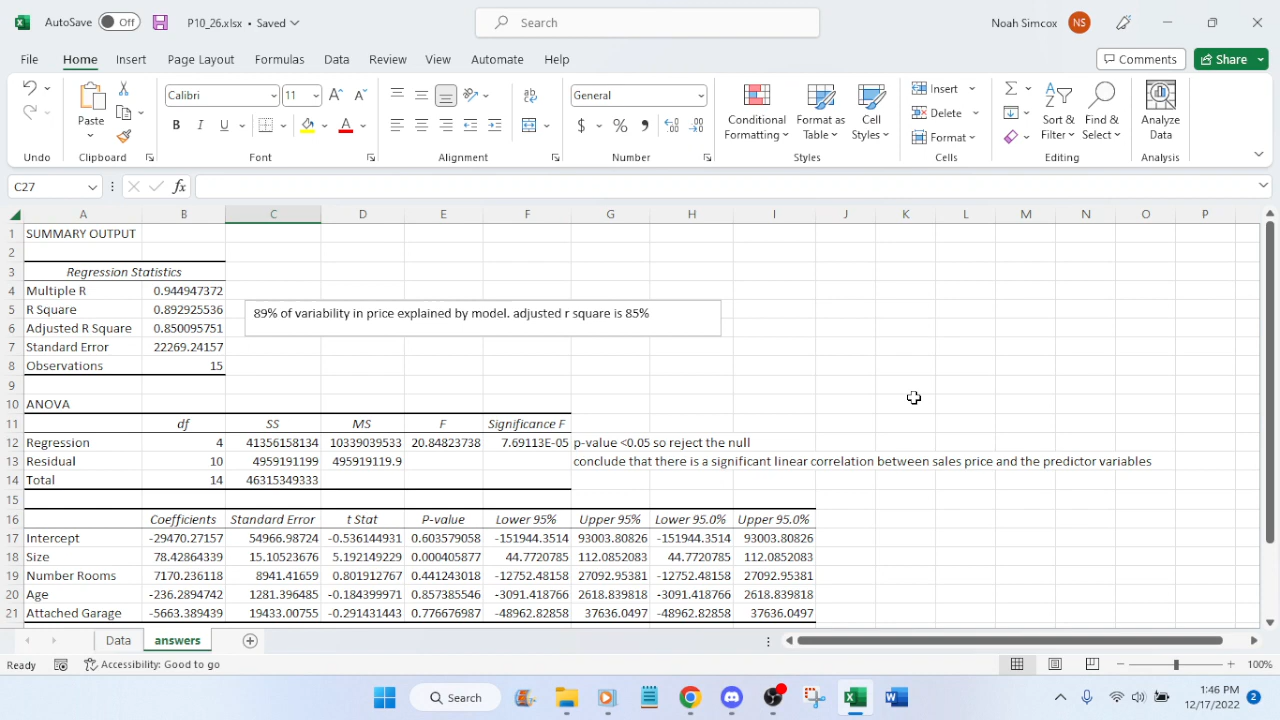 AutoSave Off P10_26.xlsx • Saved Search Noah Simcox NS
File Home Insert Page Layout Formulas Data Review View Automate Help Comments Share
Paste Calibri 11 General Conditional Formatting Format as Table Cell Styles Insert Delete Format Sort & Filter Find & Select Analyze Data
Undo Clipboard Font Alignment Number Styles Cells Editing Analysis
C27 fx
A B C D E F G H I J K L M N O P
1 SUMMARY OUTPUT
2
3 Regression Statistics
4 Multiple R 0.944947372
5 R Square 0.892925536 89% of variability in price explained by model. adjusted r square is 85%
6 Adjusted R Square 0.850095751
7 Standard Error 22269.24157
8 Observations 15
9
10 ANOVA
11 df SS MS F Significance F
12 Regression 4 41356158134 10339039533 20.84823738 7.69113E-05 p-value <0.05 so reject the null
13 Residual 10 4959191199 495919119.9 conclude that there is a significant linear correlation between sales price and the predictor variables
14 Total 14 46315349333
15
16 Coefficients Standard Error t Stat P-value Lower 95% Upper 95% Lower 95.0% Upper 95.0%
17 Intercept -29470.27157 54966.98724 -0.536144931 0.603579058 -151944.3514 93003.80826 -151944.3514 93003.80826
18 Size 78.42864339 15.10523676 5.192149229 0.000405877 44.7720785 112.0852083 44.7720785 112.0852083
19 Number Rooms 7170.236118 8941.41659 0.801912767 0.441243018 -12752.48158 27092.95381 -12752.48158 27092.95381
20 Age -236.2894742 1281.396485 -0.184399971 0.857385546 -3091.418766 2618.839818 -3091.418766 2618.839818
21 Attached Garage -5663.389439 19433.00755 -0.291431443 0.776676987 -48962.82858 37636.0497 -48962.82858 37636.0497
Data answers
Ready Accessibility: Good to go 100%
Search 1:46 PM
12/17/2022 2